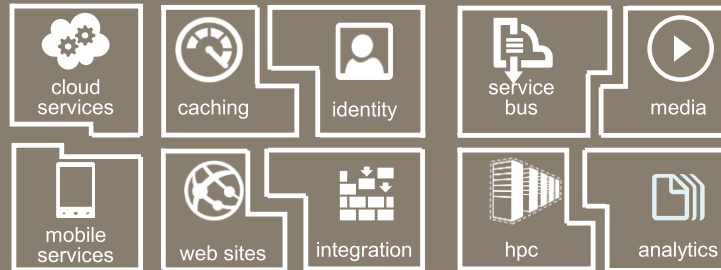 cloud
services
caching
identity
service
bus
media
mobile
services
web sites
integration
hpc
analytics